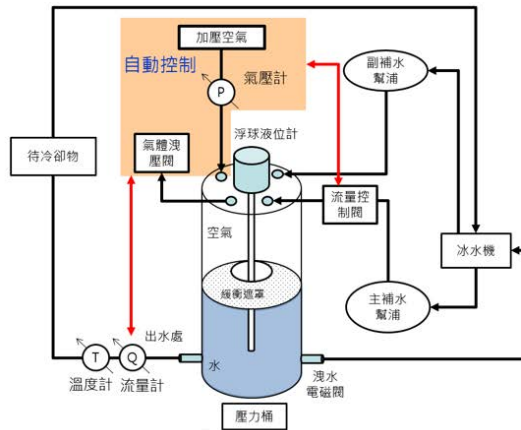 加壓空氣
自動控制
氣壓計
P
副補水
幫浦
氣體洩
壓閥
浮球液位計
待冷卻物
流量控
制閥
空氣
冰水機
緩衝遮罩
主補水
幫浦
出水處
T
Q
水
溫度計
流量計
洩水
電磁閥
壓力桶